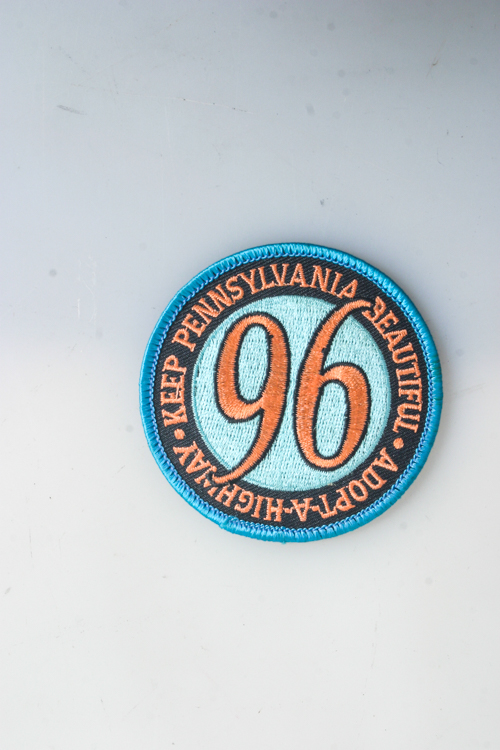 KEEP PENNSYLVANIA BEAUTIFUL
96
ADOPT-A-HIGHWAY